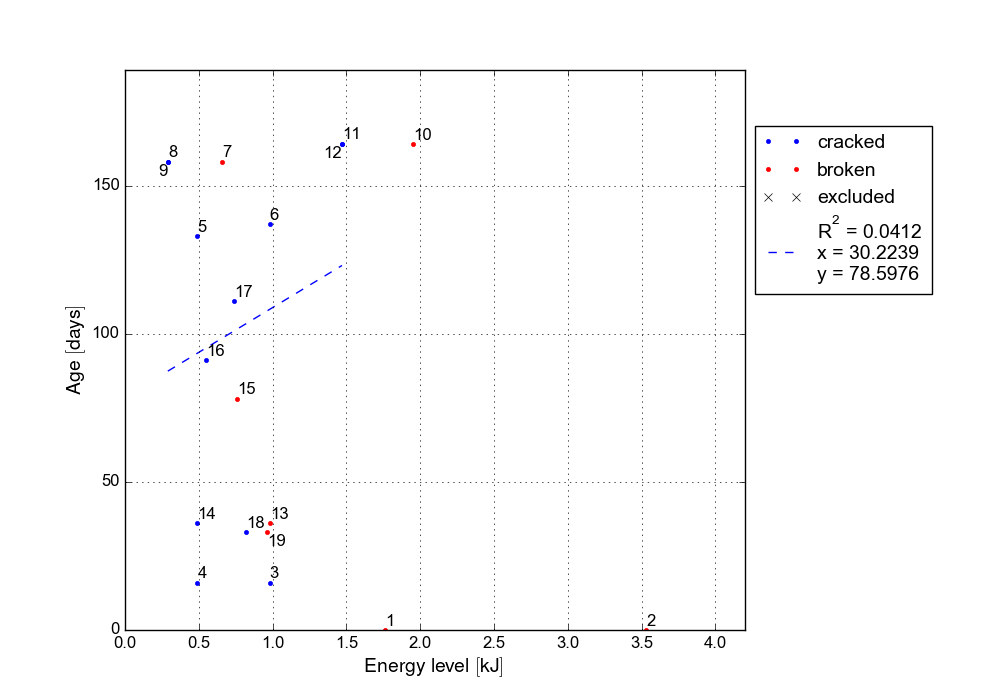 11
10
8
7
12
9
150
6
5
17
100
16
15
50
14
18
13
19
4
3
1
2
0
0.0 0.5 1.0 1.5 2.0 2.5 3.0 3.5 4.0
Energy level [kJ]
Age [days]
cracked
broken
excluded
R² = 0.0412
x = 30.2239
y = 78.5976